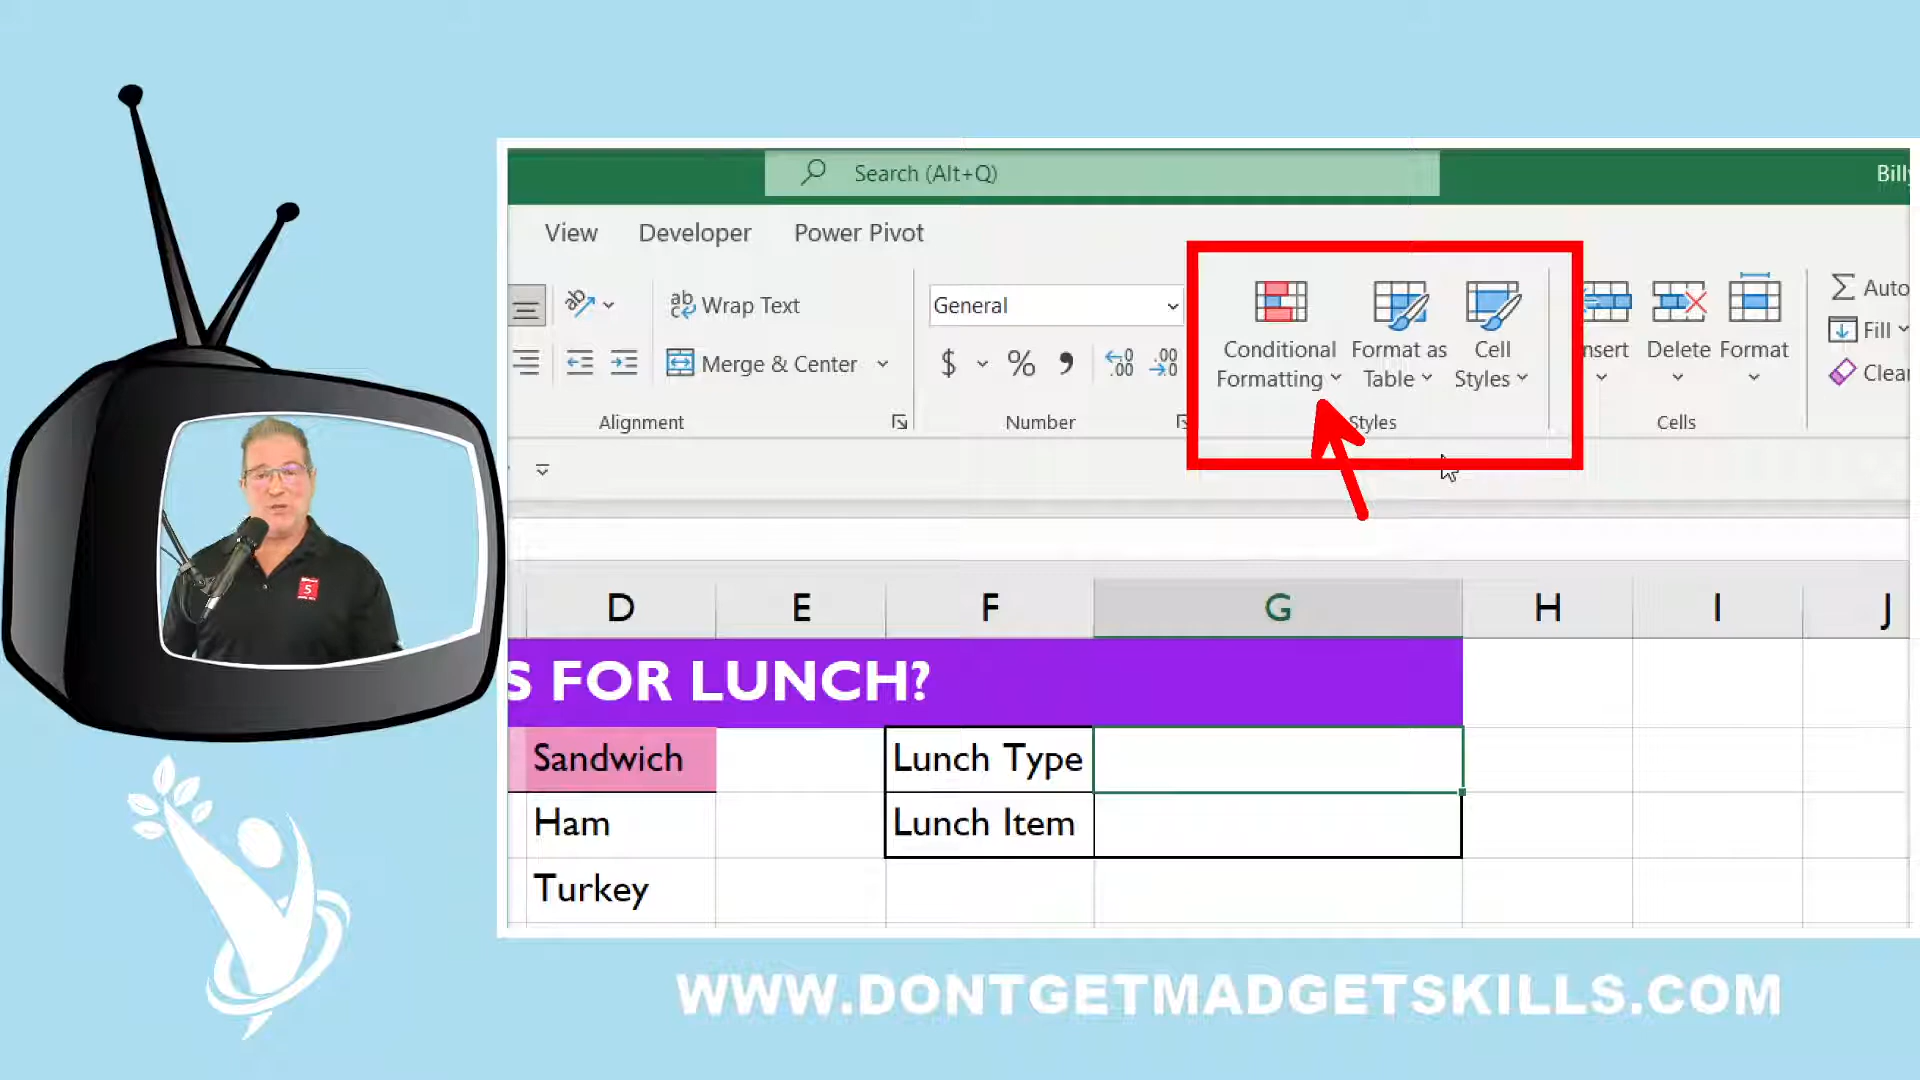 Search (Alt+Q)
Billy
View Developer Power Pivot
Wrap Text
General
Conditional Formatting
Format as Table
Cell Styles
nsert
Delete
Format
Auto
Fill
Clear
Merge & Center
$ % ,
Alignment
Number
Styles
Cells
D E F G H I J
S FOR LUNCH?
Sandwich
Lunch Type
Ham
Lunch Item
Turkey
WWW.DONTGETMADGETSKILLS.COM